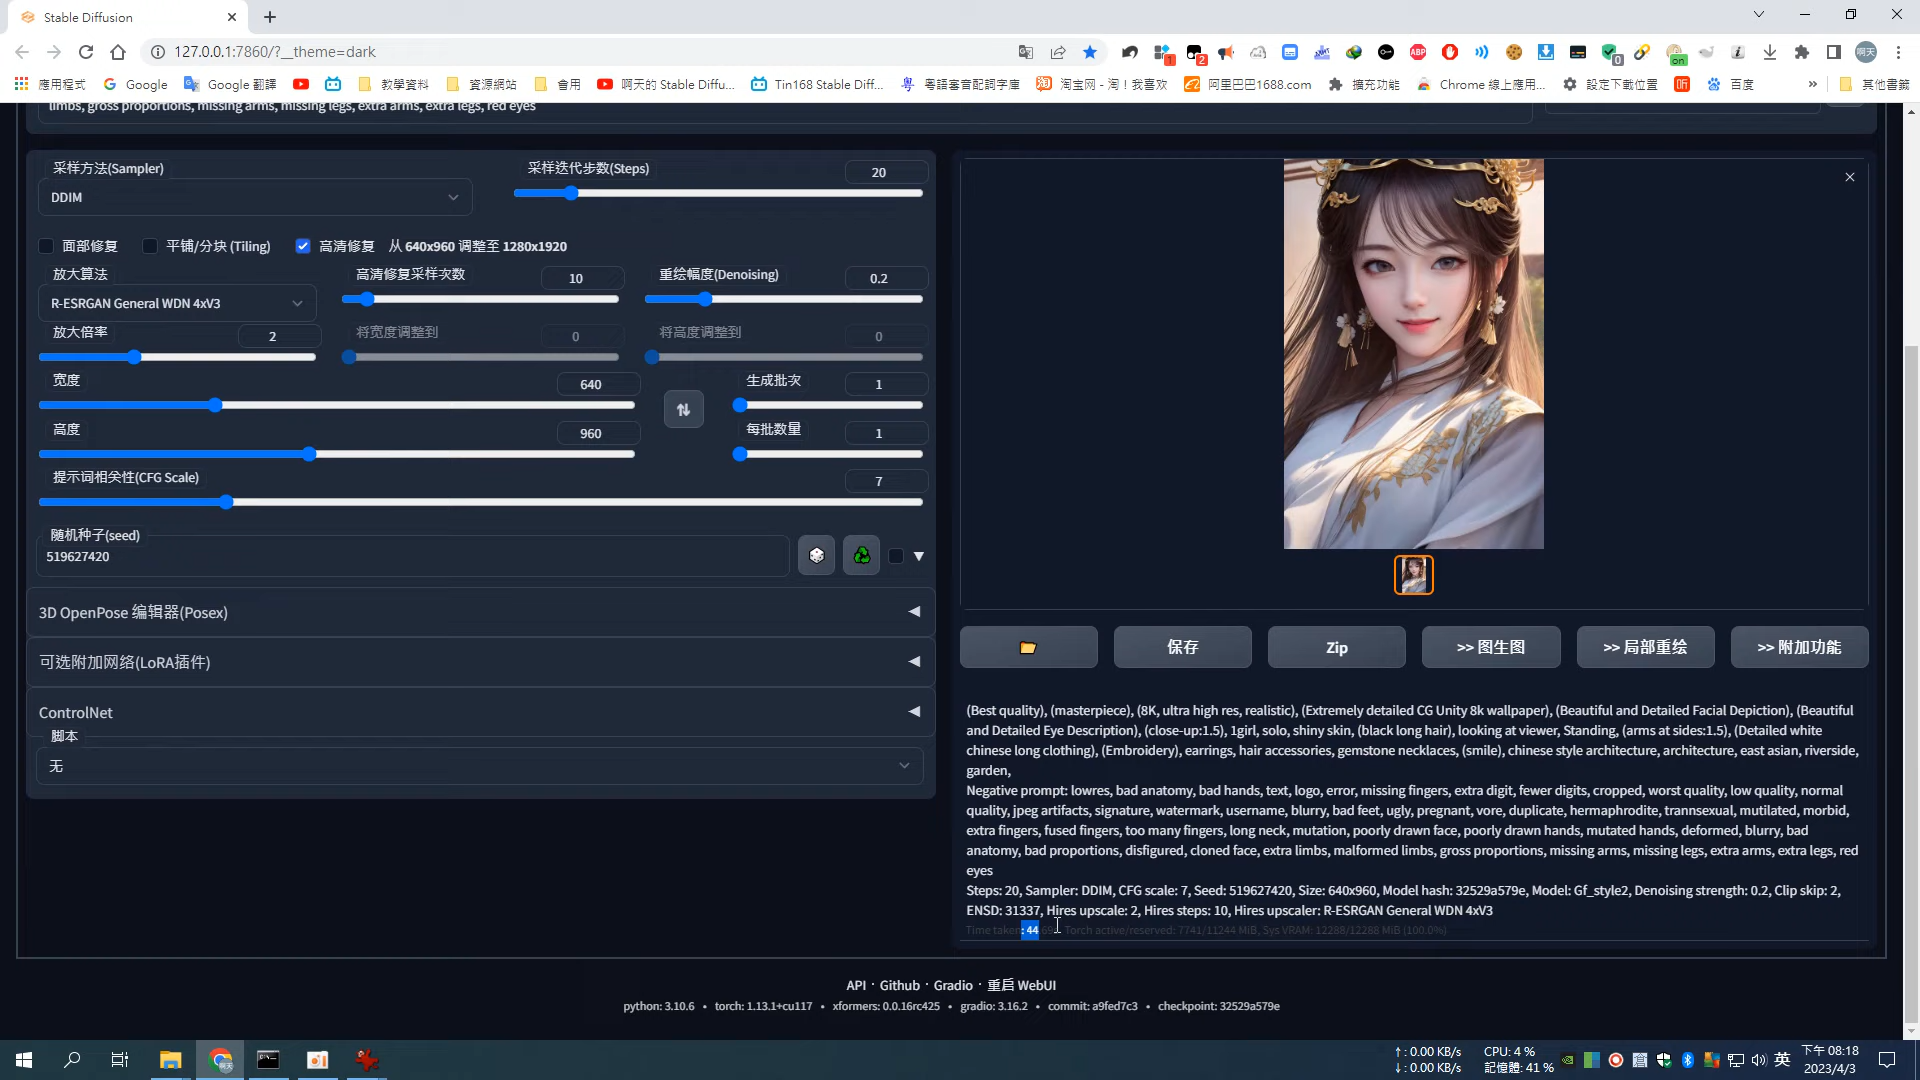 Stable Diffusion
127.0.0.1:7860/?__theme=dark
應用程式 Google Google 翻譯 教學資料 資源網站 會用 啊天的 Stable Diffu... Tin168 Stable Diff... 粵語審音配詞字庫 淘宝网 - 淘！我喜欢 阿里巴巴1688.com 擴充功能 Chrome 線上應用... 設定下載位置 百度 » 其他書籤
limbs, gross proportions, missing arms, missing legs, extra arms, extra legs, red eyes
采样方法(Sampler)
DDIM
采样迭代步数(Steps)
20
面部修复 平铺/分块 (Tiling) 高清修复 从 640x960 调整至 1280x1920
放大算法
R-ESRGAN General WDN 4xV3
高清修复采样次数
10
重绘幅度(Denoising)
0.2
放大倍率
2
将宽度调整到
0
将高度调整到
0
宽度
640
高度
960
生成批次
1
每批数量
1
提示词相关性(CFG Scale)
7
随机种子(seed)
519627420
3D OpenPose 编辑器(Posex)
可选附加网络(LoRA插件)
ControlNet
脚本
无
保存 Zip >> 图生图 >> 局部重绘 >> 附加功能
(Best quality), (masterpiece), (8K, ultra high res, realistic), (Extremely detailed CG Unity 8k wallpaper), (Beautiful and Detailed Facial Depiction), (Beautiful
and Detailed Eye Description), (close-up:1.5), 1girl, solo, shiny skin, (black long hair), looking at viewer, Standing, (arms at sides:1.5), (Detailed white
chinese long clothing), (Embroidery), earrings, hair accessories, gemstone necklaces, (smile), chinese style architecture, architecture, east asian, riverside,
garden,
Negative prompt: lowres, bad anatomy, bad hands, text, logo, error, missing fingers, extra digit, fewer digits, cropped, worst quality, low quality, normal
quality, jpeg artifacts, signature, watermark, username, blurry, bad feet, ugly, pregnant, vore, duplicate, hermaphrodite, trannsexual, mutilated, morbid,
extra fingers, fused fingers, too many fingers, long neck, mutation, poorly drawn face, poorly drawn hands, mutated hands, deformed, blurry, bad
anatomy, bad proportions, disfigured, cloned face, extra limbs, malformed limbs, gross proportions, missing arms, missing legs, extra arms, extra legs, red
eyes
Steps: 20, Sampler: DDIM, CFG scale: 7, Seed: 519627420, Size: 640x960, Model hash: 32529a579e, Model: Gf_style2, Denoising strength: 0.2, Clip skip: 2,
ENSD: 31337, Hires upscale: 2, Hires steps: 10, Hires upscaler: R-ESRGAN General WDN 4xV3
Time taken: 44 Torch active/reserved: 7741/11244 MiB, Sys VRAM: 12288/12288 MiB (100.0%)
API · Github · Gradio · 重启 WebUI
python: 3.10.6 • torch: 1.13.1+cu117 • xformers: 0.0.16rc425 • gradio: 3.16.2 • commit: a9fed7c3 • checkpoint: 32529a579e
↑ : 0.00 KB/s
↓ : 0.00 KB/s
CPU: 4 %
記憶體: 41 %
英
下午 08:18
2023/4/3